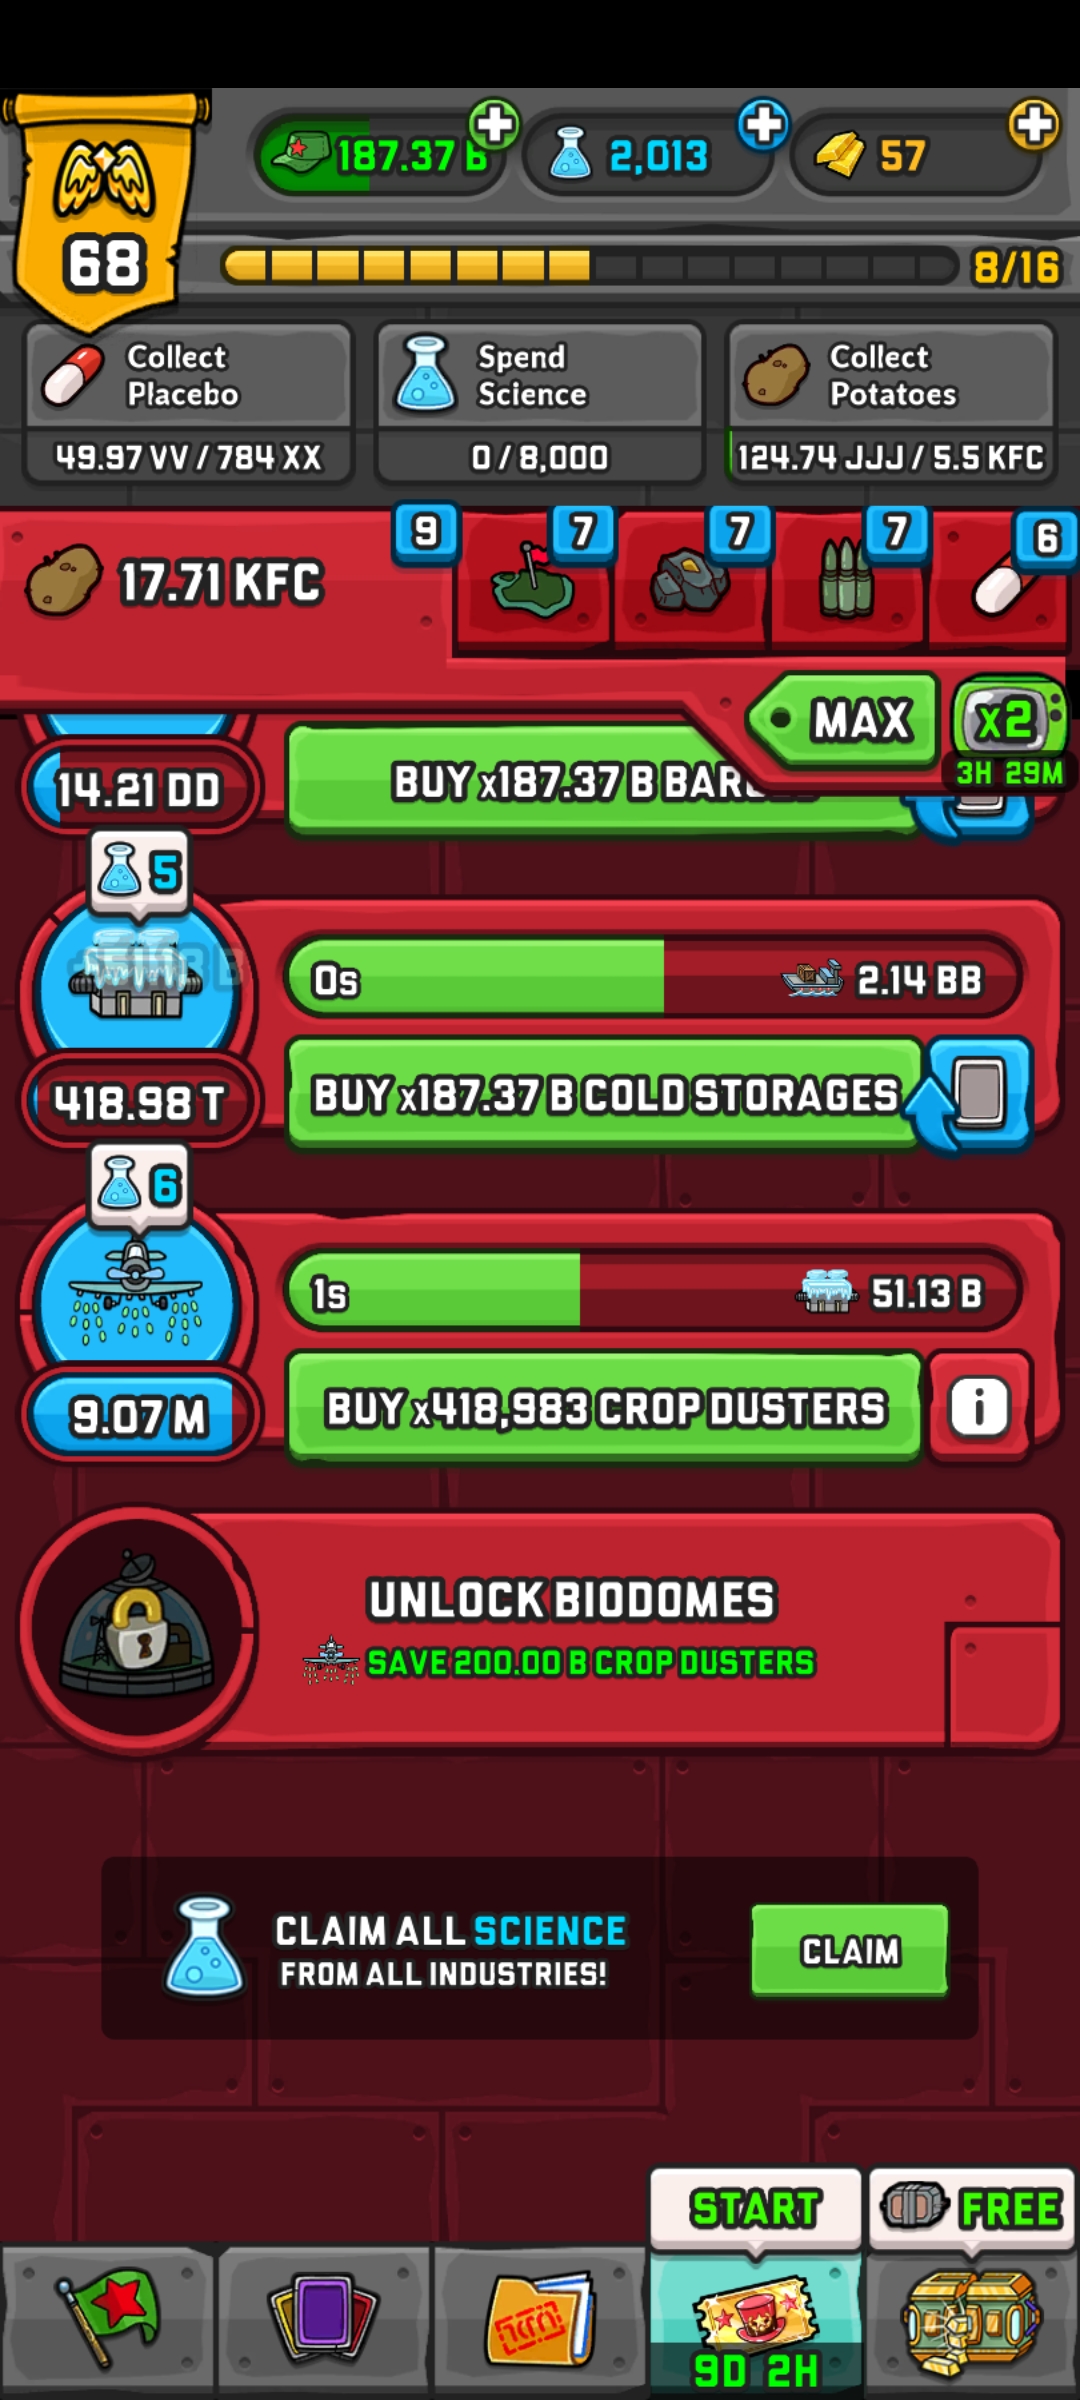 187.37 B
2,013
57
68
8/16
Collect
Placebo
49.97 VV / 784 XX
Spend
Science
0 / 8,000
Collect
Potatoes
124.74 JJJ / 5.5 KFC
17.71 KFC
9
7
7
7
6
MAX
x2
3H 29M
14.21 DD
BUY x187.37 B
5
0s
2.14 BB
418.98 T
BUY x187.37 B COLD STORAGES
6
1s
51.13 B
9.07 M
BUY x418,983 CROP DUSTERS
i
UNLOCK BIODOMES
SAVE 200.00 B CROP DUSTERS
CLAIM ALL SCIENCE
FROM ALL INDUSTRIES!
CLAIM
START
FREE
9D 2H